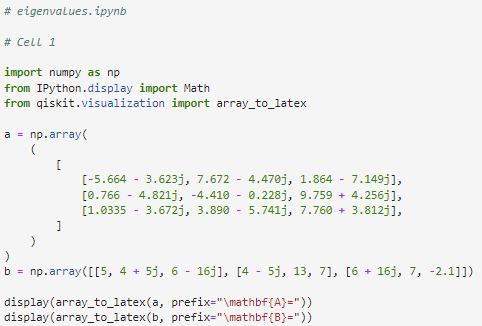 # eigenvalues.ipynb
# Cell 1
import numpy as np
from IPython.display import Math
from qiskit.visualization import array_to_latex
a = np.array(
(
[
[-5.664 - 3.623j, 7.672 - 4.470j, 1.864 - 7.149j],
[0.766 - 4.821j, -4.410 - 0.228j, 9.759 + 4.256j],
[1.0335 - 3.672j, 3.890 - 5.741j, 7.760 + 3.812j],
]
)
)
b = np.array([[5, 4 + 5j, 6 - 16j], [4 - 5j, 13, 7], [6 + 16j, 7, -2.1]])
display(array_to_latex(a, prefix="\mathbf{A}="))
display(array_to_latex(b, prefix="\mathbf{B}="))